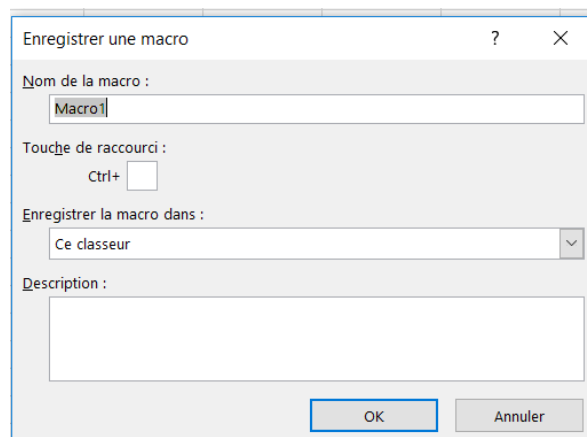 Enregistrer une macro ?
Nom de la macro :
Macro1
Touche de raccourci :
Ctrl+
Enregistrer la macro dans :
Ce classeur
Description :
OK Annuler